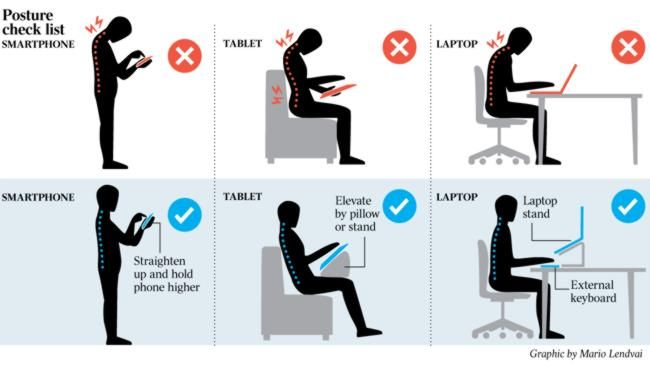 Posture
check list
SMARTPHONE
TABLET
LAPTOP
SMARTPHONE
Straighten
up and hold
phone higher
TABLET
Elevate
by pillow
or stand
LAPTOP
Laptop
stand
External
keyboard
Graphic by Mario Lendvai